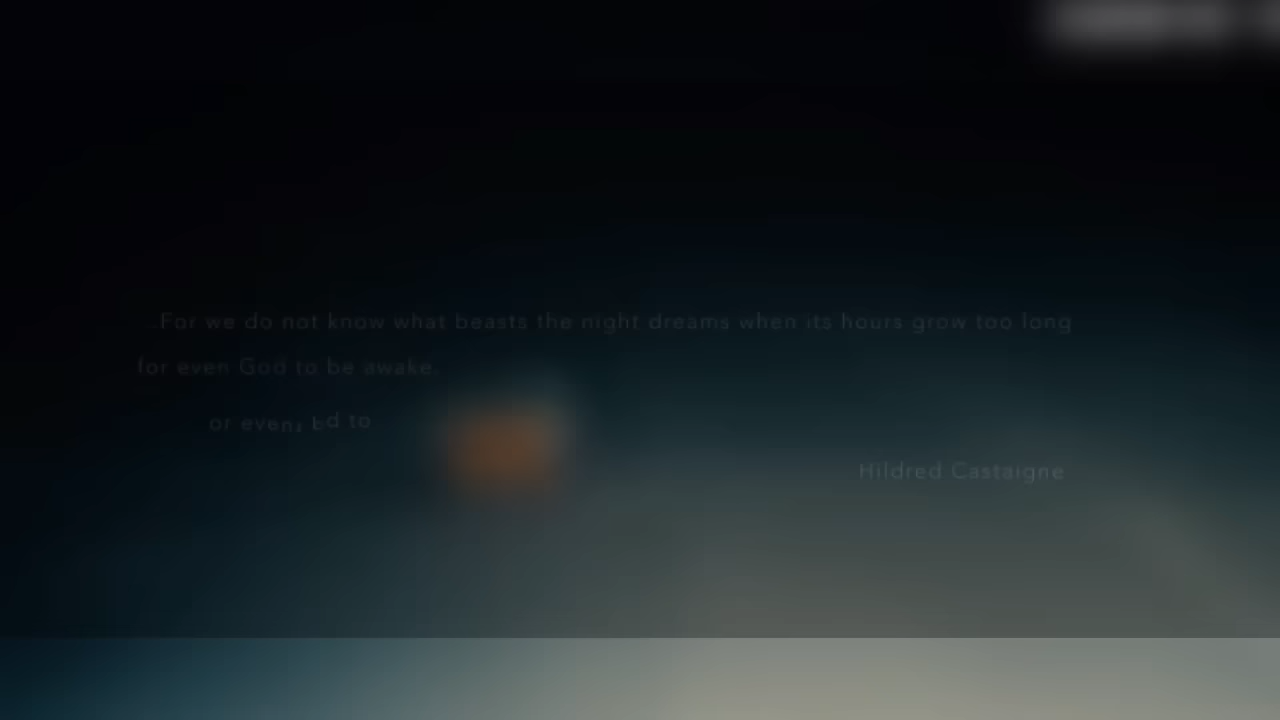 ..For we do not know what beasts the night dreams when its hours grow too long
for even God to be awake.
or even
to
Hildred Castaigne